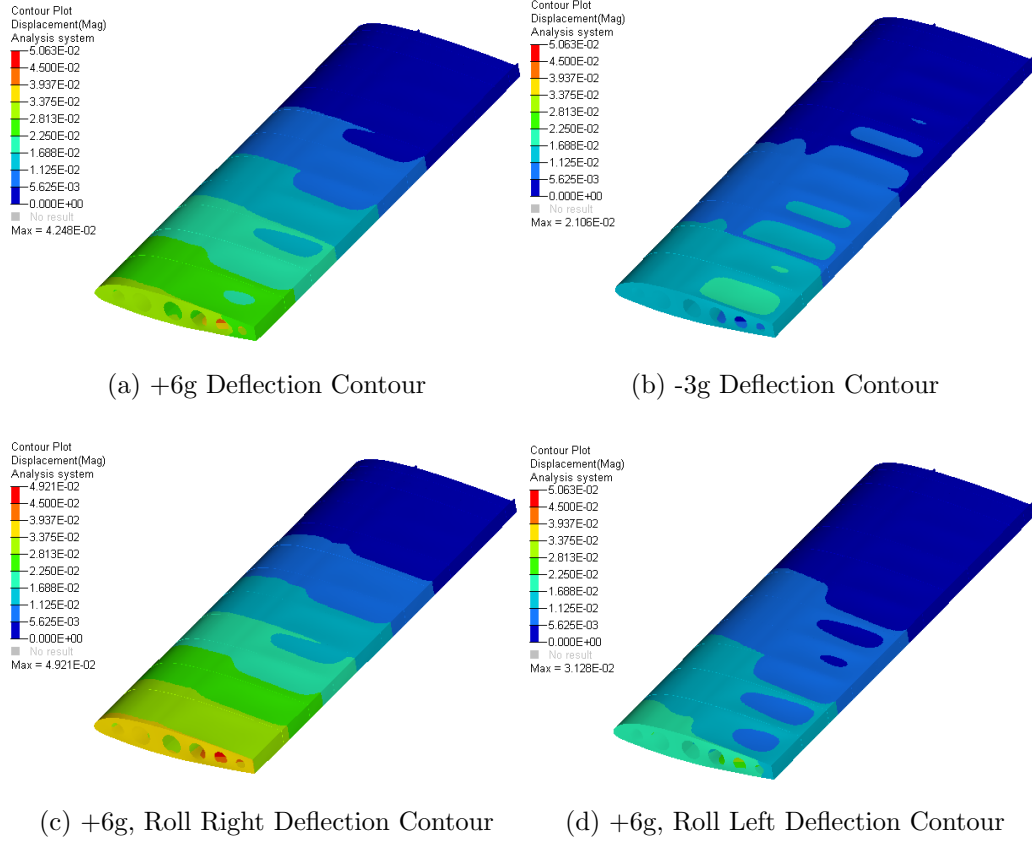 Contour Plot
Displacement(Mag)
Analysis system
5.063E-02
4.500E-02
3.937E-02
3.375E-02
2.813E-02
2.250E-02
1.688E-02
1.125E-02
5.625E-03
0.000E+00
No result
Max = 4.248E-02
(a) +6g Deflection Contour
Contour Plot
Displacement(Mag)
Analysis system
5.063E-02
4.500E-02
3.937E-02
3.375E-02
2.813E-02
2.250E-02
1.688E-02
1.125E-02
5.625E-03
0.000E+00
No result
Max = 2.106E-02
(b) -3g Deflection Contour
Contour Plot
Displacement(Mag)
Analysis system
4.921E-02
4.500E-02
3.937E-02
3.375E-02
2.813E-02
2.250E-02
1.688E-02
1.125E-02
5.625E-03
0.000E+00
No result
Max = 4.921E-02
(c) +6g, Roll Right Deflection Contour
Contour Plot
Displacement(Mag)
Analysis system
5.063E-02
4.500E-02
3.937E-02
3.375E-02
2.813E-02
2.250E-02
1.688E-02
1.125E-02
5.625E-03
0.000E+00
No result
Max = 3.128E-02
(d) +6g, Roll Left Deflection Contour